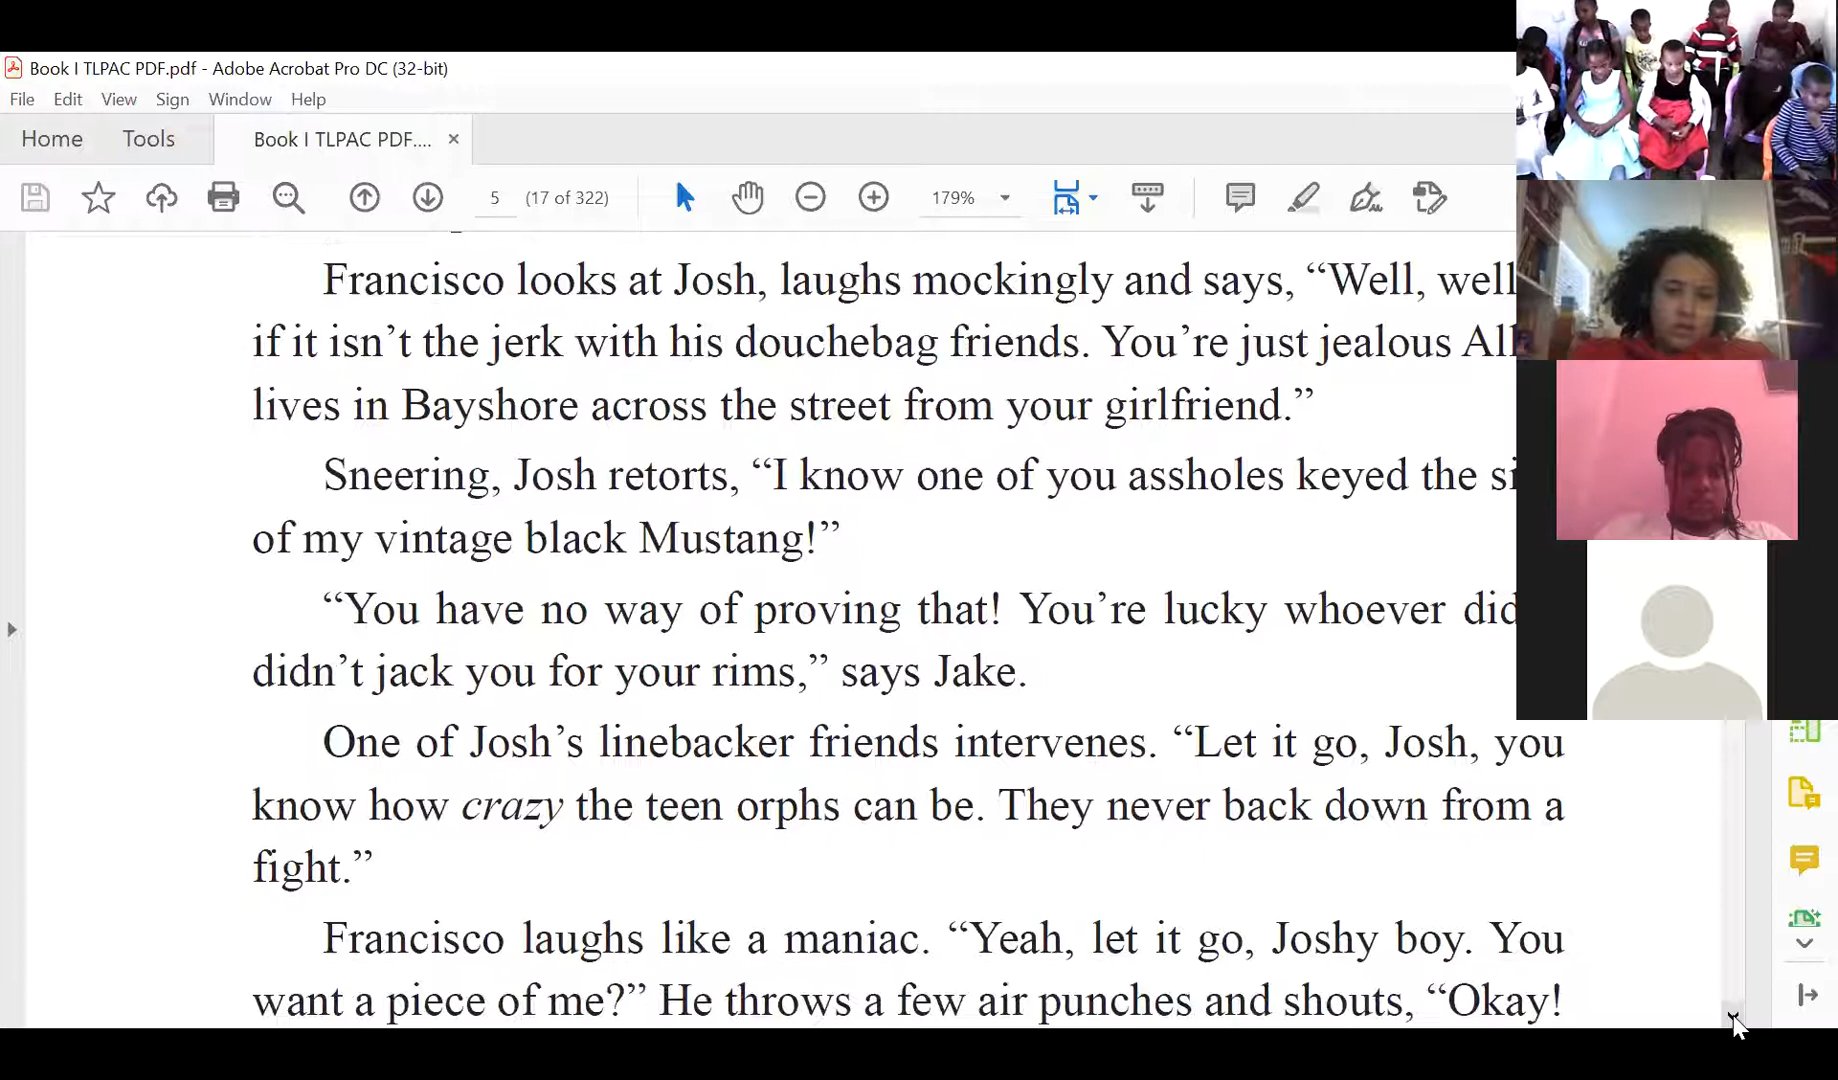 Book I TLPAC PDF.pdf - Adobe Acrobat Pro DC (32-bit)
File Edit View Sign Window Help
Home Tools Book I TLPAC PDF....
5 (17 of 322) 179%
Francisco looks at Josh, laughs mockingly and says, “Well, well
if it isn’t the jerk with his douchebag friends. You’re just jealous
lives in Bayshore across the street from your girlfriend.”
Sneering, Josh retorts, “I know one of you assholes keyed the
of my vintage black Mustang!”
“You have no way of proving that! You’re lucky whoever did
didn’t jack you for your rims,” says Jake.
One of Josh’s linebacker friends intervenes. “Let it go, Josh, you
know how crazy the teen orphs can be. They never back down from a
fight.”
Francisco laughs like a maniac. “Yeah, let it go, Joshy boy. You
want a piece of me?” He throws a few air punches and shouts, “Okay!